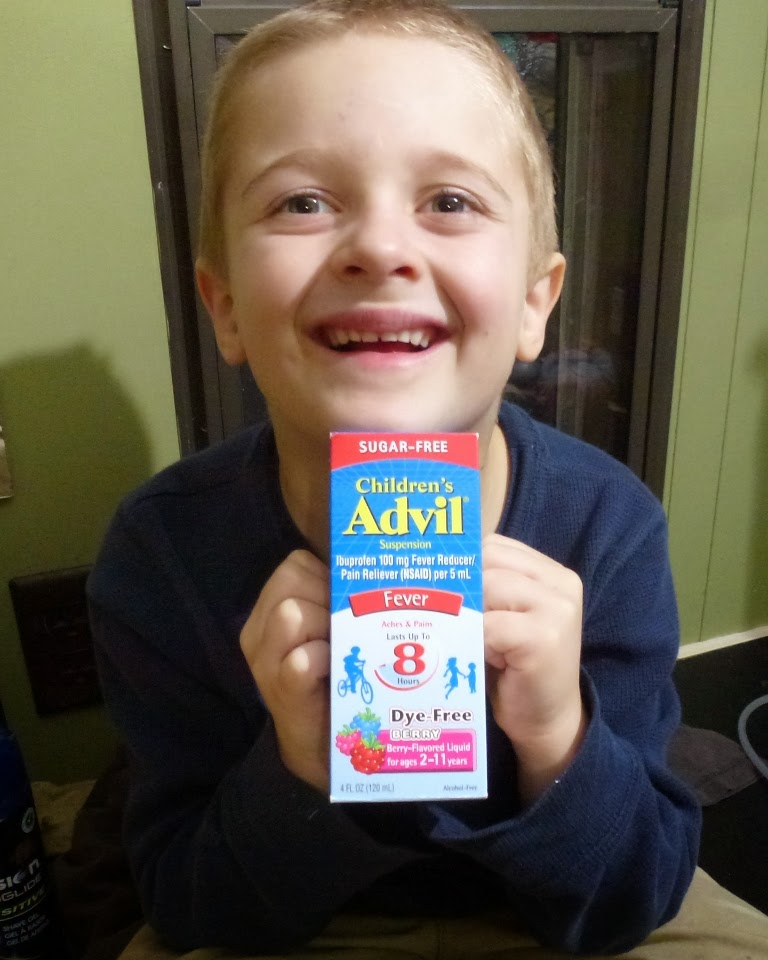 SUGAR-FREE
Children's
Advil®
Suspension
Ibuprofen 100 mg Fever Reducer/
Pain Reliever (NSAID) per 5 mL
Fever
Aches & Pains
Lasts Up To
8
Hours
Dye-Free
BERRY
Berry-Flavored Liquid
for ages 2-11 years
4 FL OZ (120 mL)
Alcohol-Free
SHAVE GEL